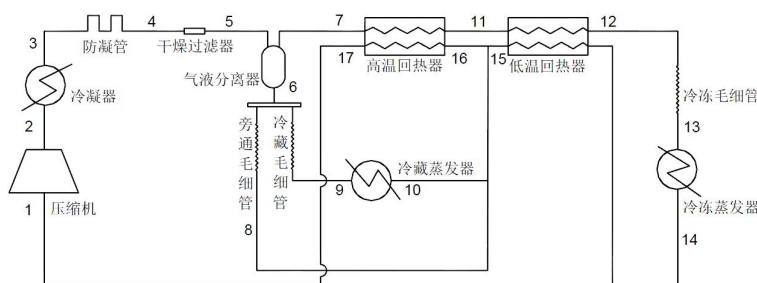 3
防凝管
4
干燥过滤器
5
气液分离器
6
7
17
高温回热器
11
16
15
低温回热器
12
冷冻毛细管
13
冷冻蒸发器
14
冷凝器
2
1
压缩机
旁通毛细管
8
冷藏毛细管
9
10
冷藏蒸发器